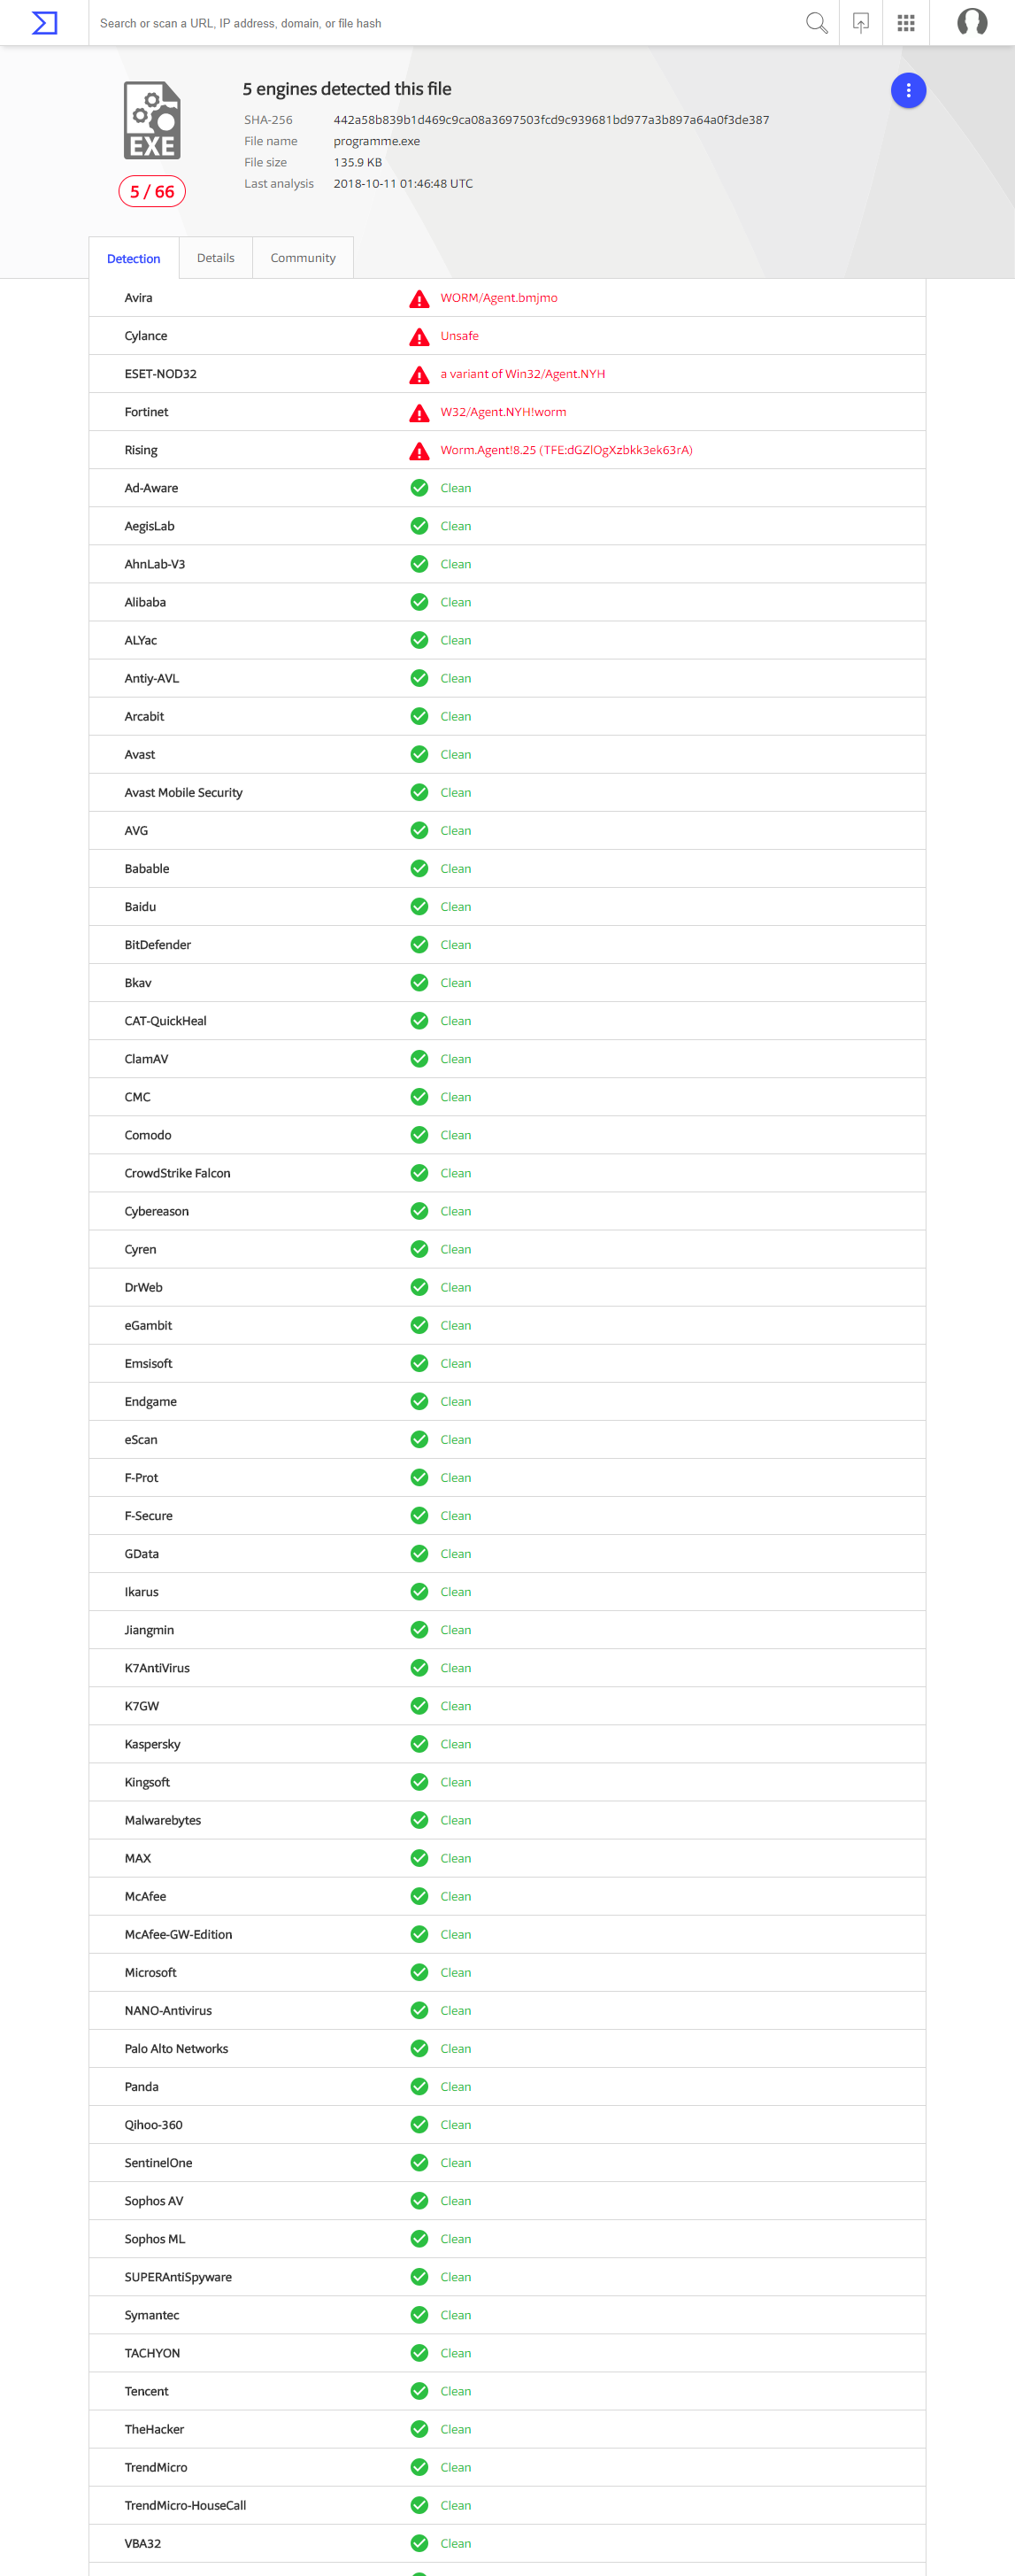 Search or scan a URL, IP address, domain, or file hash
5 engines detected this file
SHA-256 442a58b839b1d469c9ca08a3697503fcd9c939681bd977a3b897a64a0f3de387
File name programme.exe
File size 135.9 KB
Last analysis 2018-10-11 01:46:48 UTC
EXE
5 / 66
Detection Details Community
Avira WORM/Agent.bmjmo
Cylance Unsafe
ESET-NOD32 a variant of Win32/Agent.NYH
Fortinet W32/Agent.NYH!worm
Rising Worm.Agent!8.25 (TFE:dGZlOgXzbkk3ek63rA)
Ad-Aware Clean
AegisLab Clean
AhnLab-V3 Clean
Alibaba Clean
ALYac Clean
Antiy-AVL Clean
Arcabit Clean
Avast Clean
Avast Mobile Security Clean
AVG Clean
Babable Clean
Baidu Clean
BitDefender Clean
Bkav Clean
CAT-QuickHeal Clean
ClamAV Clean
CMC Clean
Comodo Clean
CrowdStrike Falcon Clean
Cybereason Clean
Cyren Clean
DrWeb Clean
eGambit Clean
Emsisoft Clean
Endgame Clean
eScan Clean
F-Prot Clean
F-Secure Clean
GData Clean
Ikarus Clean
Jiangmin Clean
K7AntiVirus Clean
K7GW Clean
Kaspersky Clean
Kingsoft Clean
Malwarebytes Clean
MAX Clean
McAfee Clean
McAfee-GW-Edition Clean
Microsoft Clean
NANO-Antivirus Clean
Palo Alto Networks Clean
Panda Clean
Qihoo-360 Clean
SentinelOne Clean
Sophos AV Clean
Sophos ML Clean
SUPERAntiSpyware Clean
Symantec Clean
TACHYON Clean
Tencent Clean
TheHacker Clean
TrendMicro Clean
TrendMicro-HouseCall Clean
VBA32 Clean